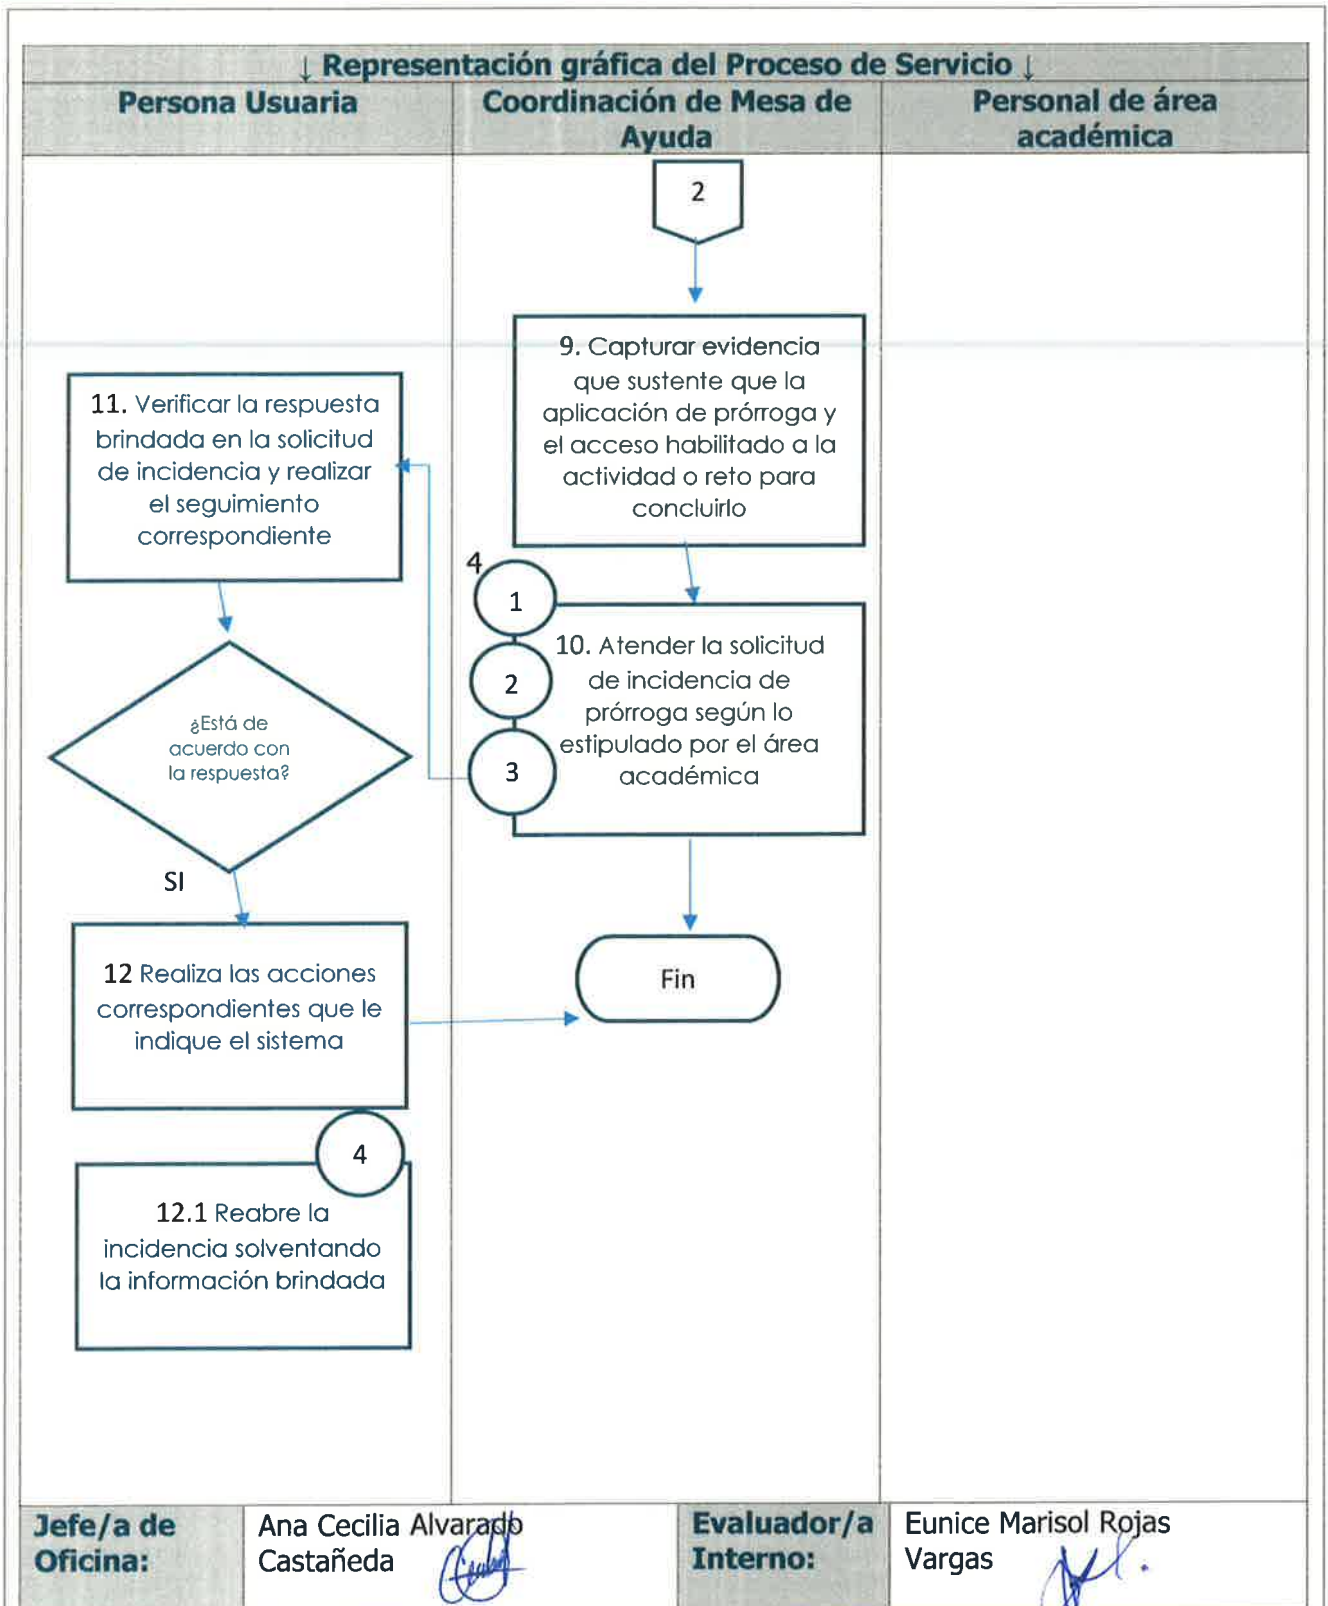 ↓ Representación gráfica del Proceso de Servicio ↓
Persona Usuaria
Coordinación de Mesa de
Ayuda
Personal de área
académica
2
9. Capturar evidencia
que sustente que la
aplicación de prórroga y
el acceso habilitado a la
actividad o reto para
concluirlo
11. Verificar la respuesta
brindada en la solicitud
de incidencia y realizar
el seguimiento
correspondiente
4
1
2
3
10. Atender la solicitud
de incidencia de
prórroga según lo
estipulado por el área
académica
¿Está de
acuerdo con
la respuesta?
SI
12 Realiza las acciones
correspondientes que le
indique el sistema
Fin
4
12.1 Reabre la
incidencia solventando
la información brindada
Jefe/a de
Oficina:
Ana Cecilia Alvarado
Castañeda
Evaluador/a
Interno:
Eunice Marisol Rojas
Vargas